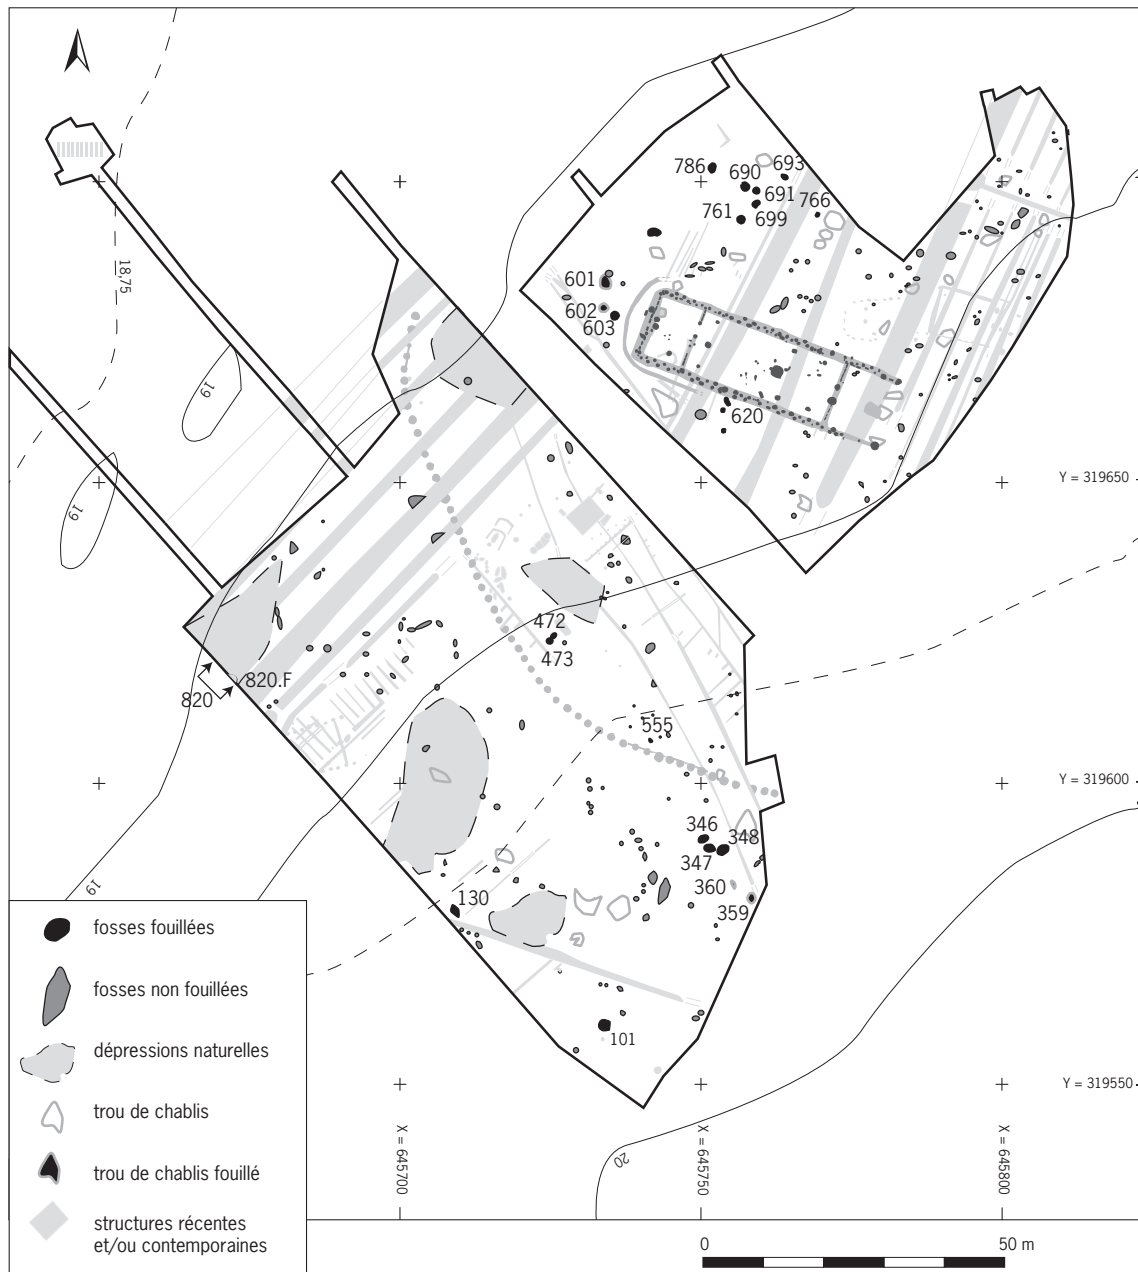 786
690
693
691
761
699
766
18,75
601
602
603
19
620
Y = 319650
19
472
473
820
820.F
555
Y = 319600
346
348
347
360
19
130
359
fosses fouillées
fosses non fouillées
101
dépressions naturelles
Y = 319550
trou de chablis
X = 645700
X = 645750
X = 645800
20
trou de chablis fouillé
structures récentes
et/ou contemporaines
0
50 m